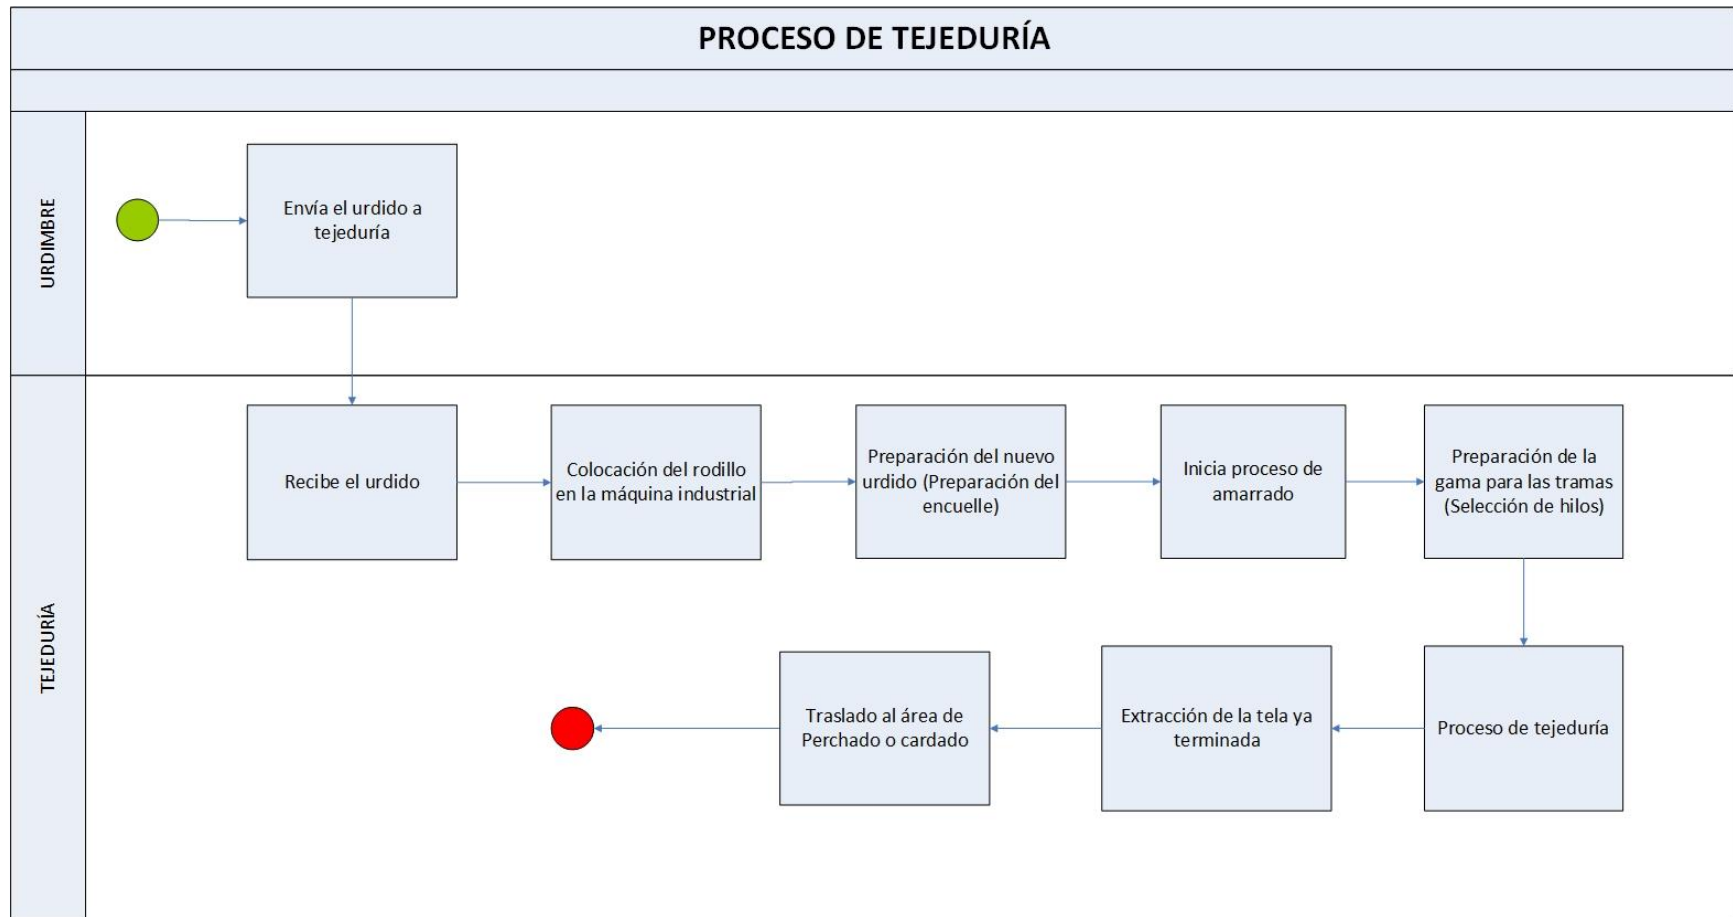 PROCESO DE TEJEDURÍA
URDIMBRE
Envía el urdido a
tejeduría
TEJEDURÍA
Recibe el urdido
Colocación del rodillo
en la máquina industrial
Preparación del nuevo
urdido (Preparación del
encuelle)
Inicia proceso de
amarrado
Preparación de la
gama para las tramas
(Selección de hilos)
Proceso de tejeduría
Extracción de la tela ya
terminada
Traslado al área de
Perchado o cardado